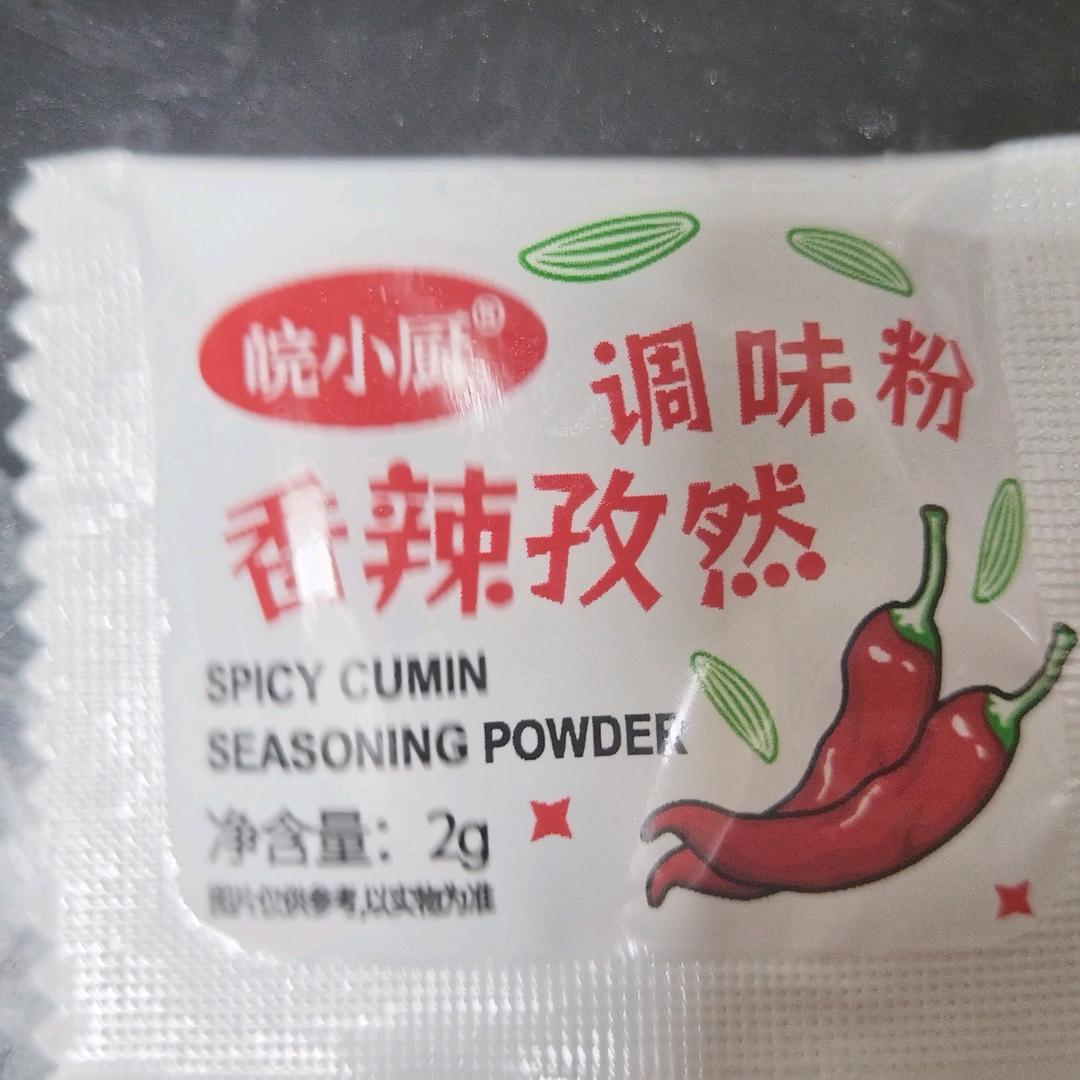 皖小厨®
调味粉
香辣孜然
SPICY CUMIN
SEASONING POWDER
净含量：2g
图片仅供参考,以实物为准